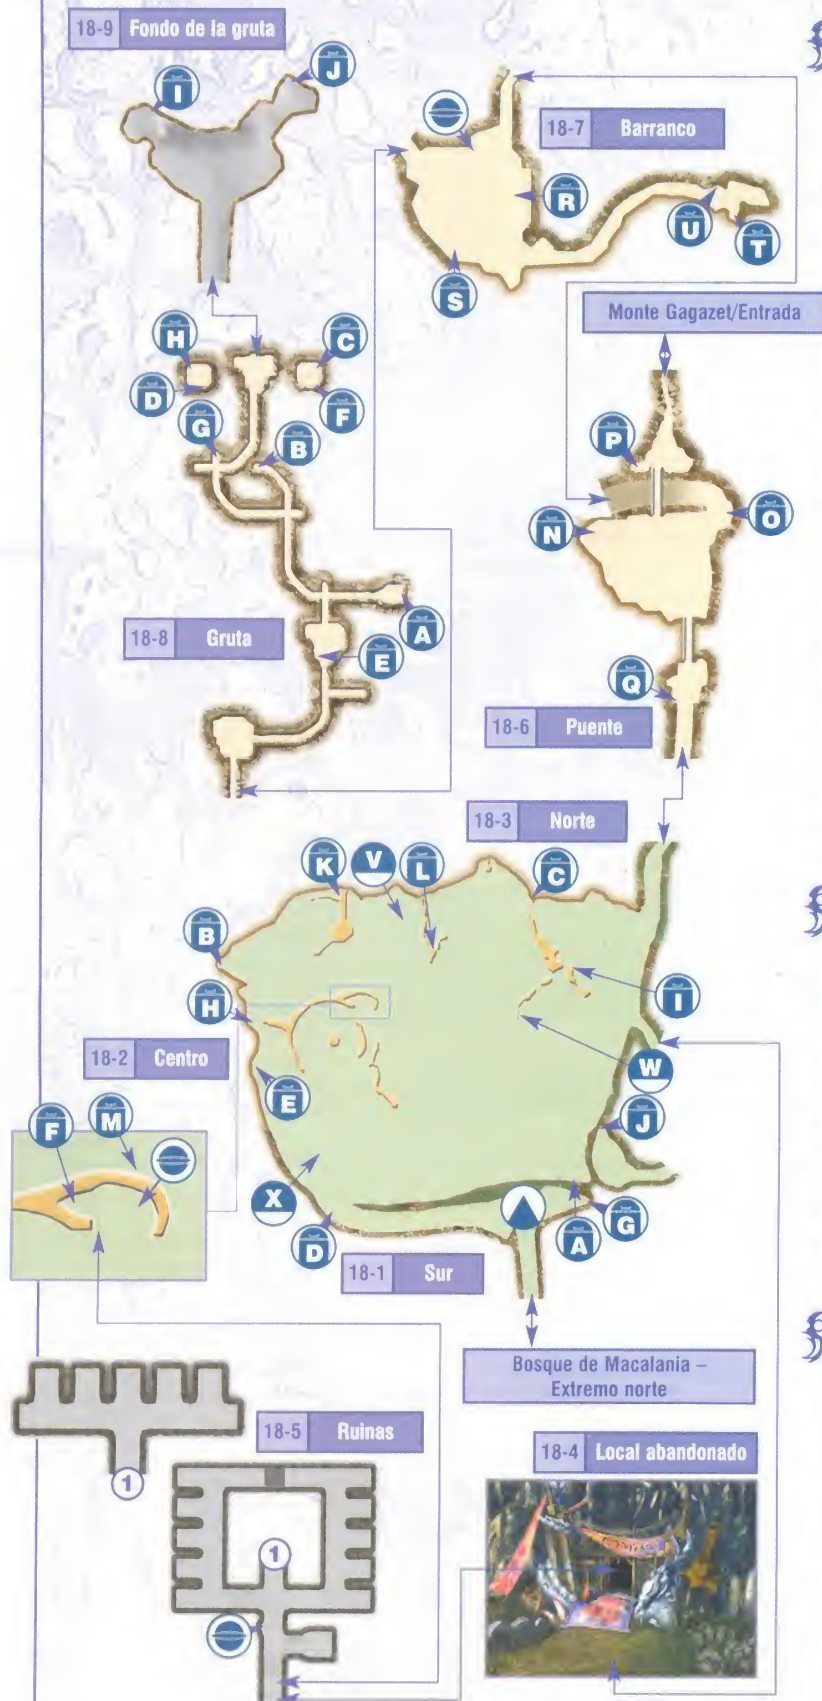 18-9 Fondo de la gruta
I
J
18-7 Barranco
R
U
T
S
Monte Gagazet/Entrada
H
C
D
F
G
B
P
N
O
18-8 Gruta
A
E
Q
18-6 Puente
18-3 Norte
K
V
L
C
B
H
I
18-2 Centro
W
E
F
M
J
X
D
A
G
18-1 Sur
Bosque de Macalania –
Extremo norte
18-5 Ruinas
18-4 Local abandonado
1
1